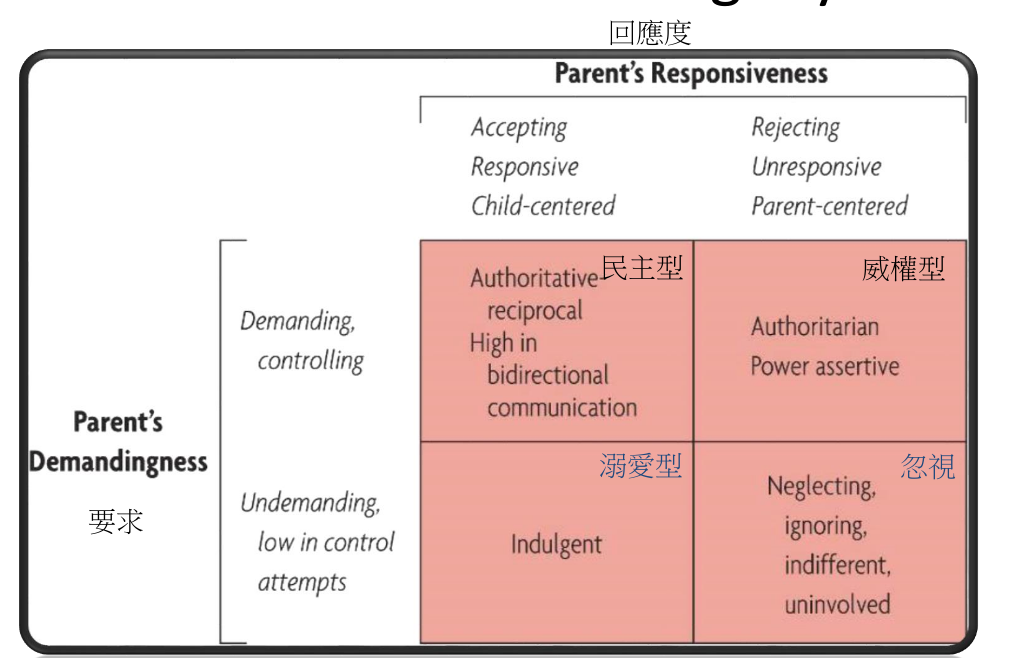 回應度
Parent's Responsiveness
Accepting
Responsive
Child-centered
Rejecting
Unresponsive
Parent-centered
Parent's
Demandingness
要求
Demanding,
controlling
民主型
Authoritative-
reciprocal
High in
bidirectional
communication
威權型
Authoritarian
Power assertive
Undemanding,
low in control
attempts
溺愛型
Indulgent
忽視
Neglecting,
ignoring,
indifferent,
uninvolved